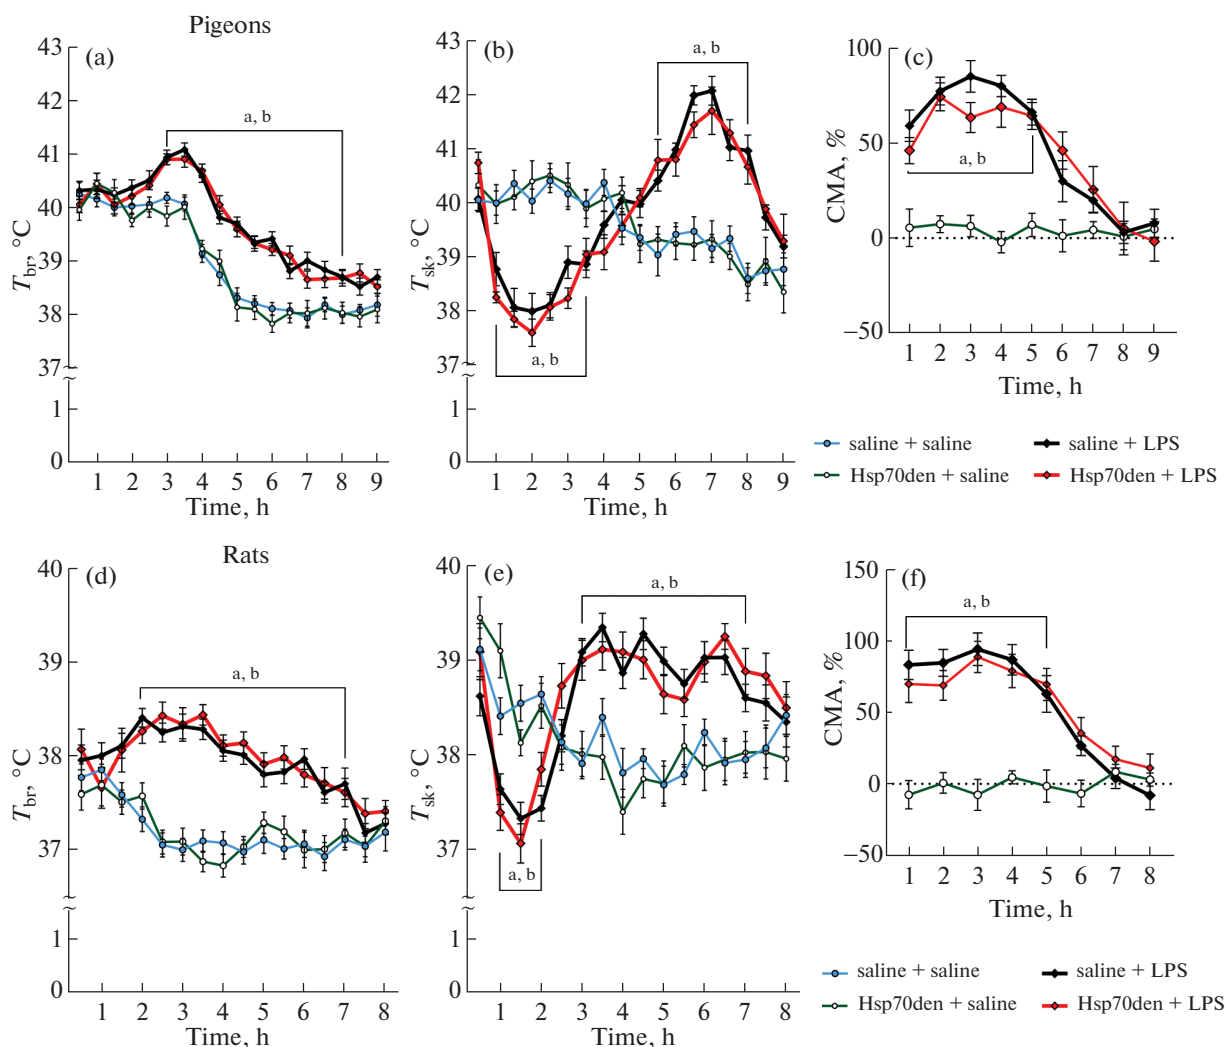 Pigeons
(a)
43
42
41
40
39
38
37
1
0
T_br, °C
a, b
1 2 3 4 5 6 7 8 9
Time, h
(b)
43
42
41
40
39
38
37
1
0
T_sk, °C
a, b
a, b
1 2 3 4 5 6 7 8 9
Time, h
(c)
100
50
0
–50
CMA, %
a, b
1 2 3 4 5 6 7 8 9
Time, h
saline + saline
saline + LPS
Hsp70den + saline
Hsp70den + LPS
Rats
(d)
40
39
38
37
1
0
T_br, °C
a, b
1 2 3 4 5 6 7 8
Time, h
(e)
40
39
38
37
1
0
T_sk, °C
a, b
a, b
1 2 3 4 5 6 7 8
Time, h
(f)
150
100
50
0
–50
CMA, %
a, b
1 2 3 4 5 6 7 8
Time, h
saline + saline
saline + LPS
Hsp70den + saline
Hsp70den + LPS